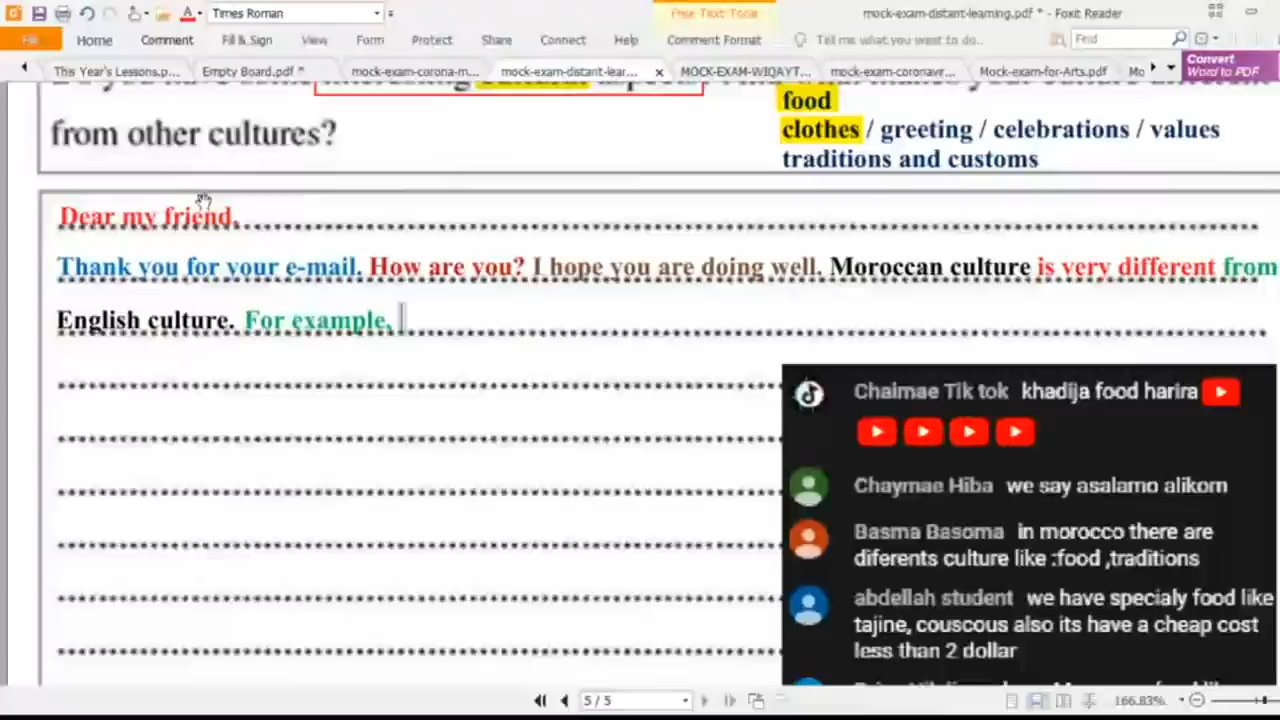 Times Roman
Free Text Tools
mock-exam-distant-learning.pdf * - Foxit Reader
File
Home
Comment
Fill & Sign
View
Form
Protect
Share
Connect
Help
Comment Format
Tell me what you want to do...
Find
This Year's Lessons.p...
Empty Board.pdf *
mock-exam-corona-m...
mock-exam-distant-lear...
MOCK-EXAM-WIQAYT...
mock-exam-coronavr...
Mock-exam-for-Arts.pdf
Mo
Convert
Word to PDF
food
from other cultures?
clothes / greeting / celebrations / values
traditions and customs
Dear my friend,
Thank you for your e-mail. How are you? I hope you are doing well. Moroccan culture is very different from
English culture. For example,
Chaimae Tik tok khadija food harira
Chaymae Hiba we say asalamo alikom
Basma Basoma in morocco there are
diferents culture like :food ,traditions
abdellah student we have specialy food like
tajine, couscous also its have a cheap cost
less than 2 dollar
5 / 5
166.83%